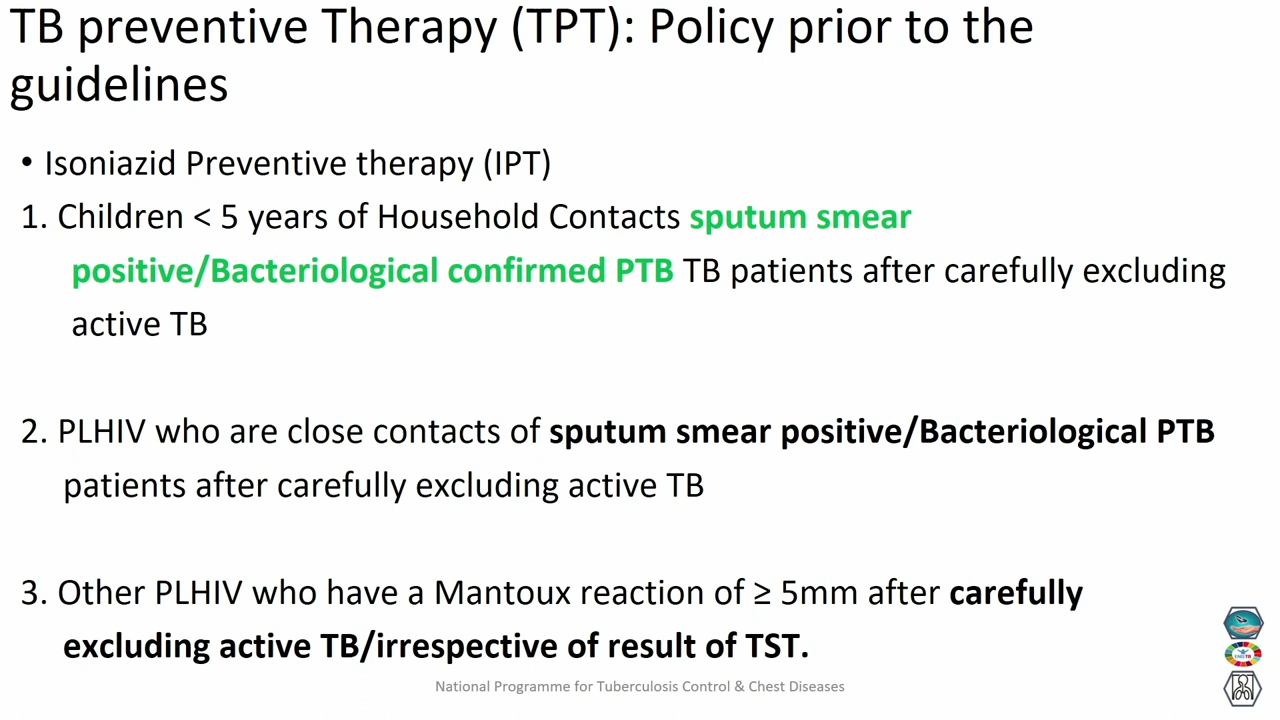 TB preventive Therapy (TPT): Policy prior to the
guidelines
• Isoniazid Preventive therapy (IPT)
1. Children < 5 years of Household Contacts sputum smear
positive/Bacteriological confirmed PTB TB patients after carefully excluding
active TB
2. PLHIV who are close contacts of sputum smear positive/Bacteriological PTB
patients after carefully excluding active TB
3. Other PLHIV who have a Mantoux reaction of ≥ 5mm after carefully
excluding active TB/irrespective of result of TST.
National Programme for Tuberculosis Control & Chest Diseases